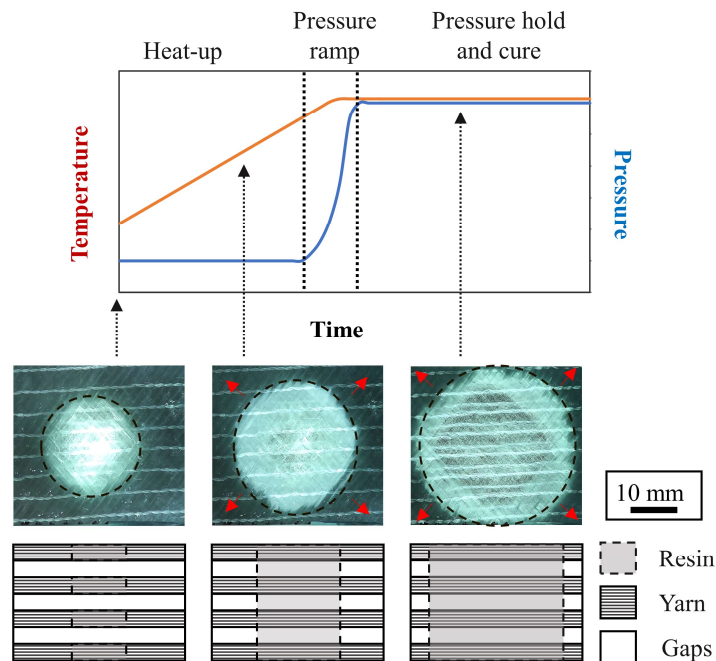 Heat-up
Pressure
ramp
Pressure hold
and cure
Temperature
Pressure
Time
10 mm
Resin
Yarn
Gaps